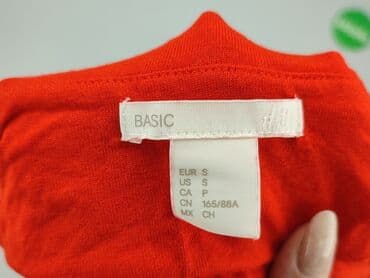 BASIC
H&M
EUR S
US S
CA P
CN 165/88A
MX CH